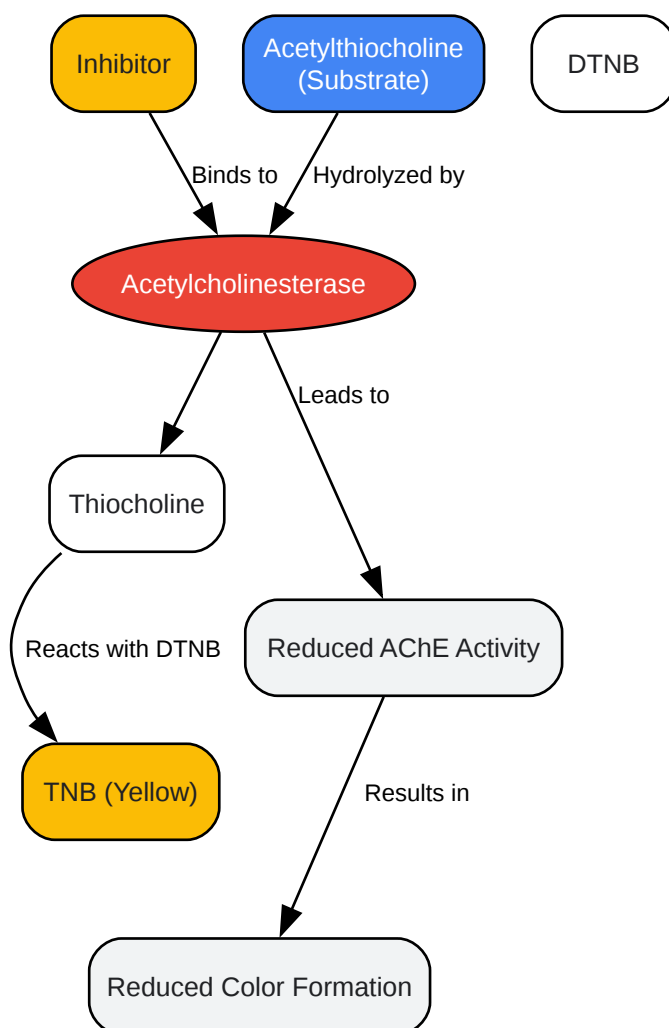 Inhibitor
Acetylthiocholine
(Substrate)
DTNB
Binds to
Hydrolyzed by
Acetylcholinesterase
Leads to
Thiocholine
Reacts with DTNB
Reduced AChE Activity
TNB (Yellow)
Results in
Reduced Color Formation